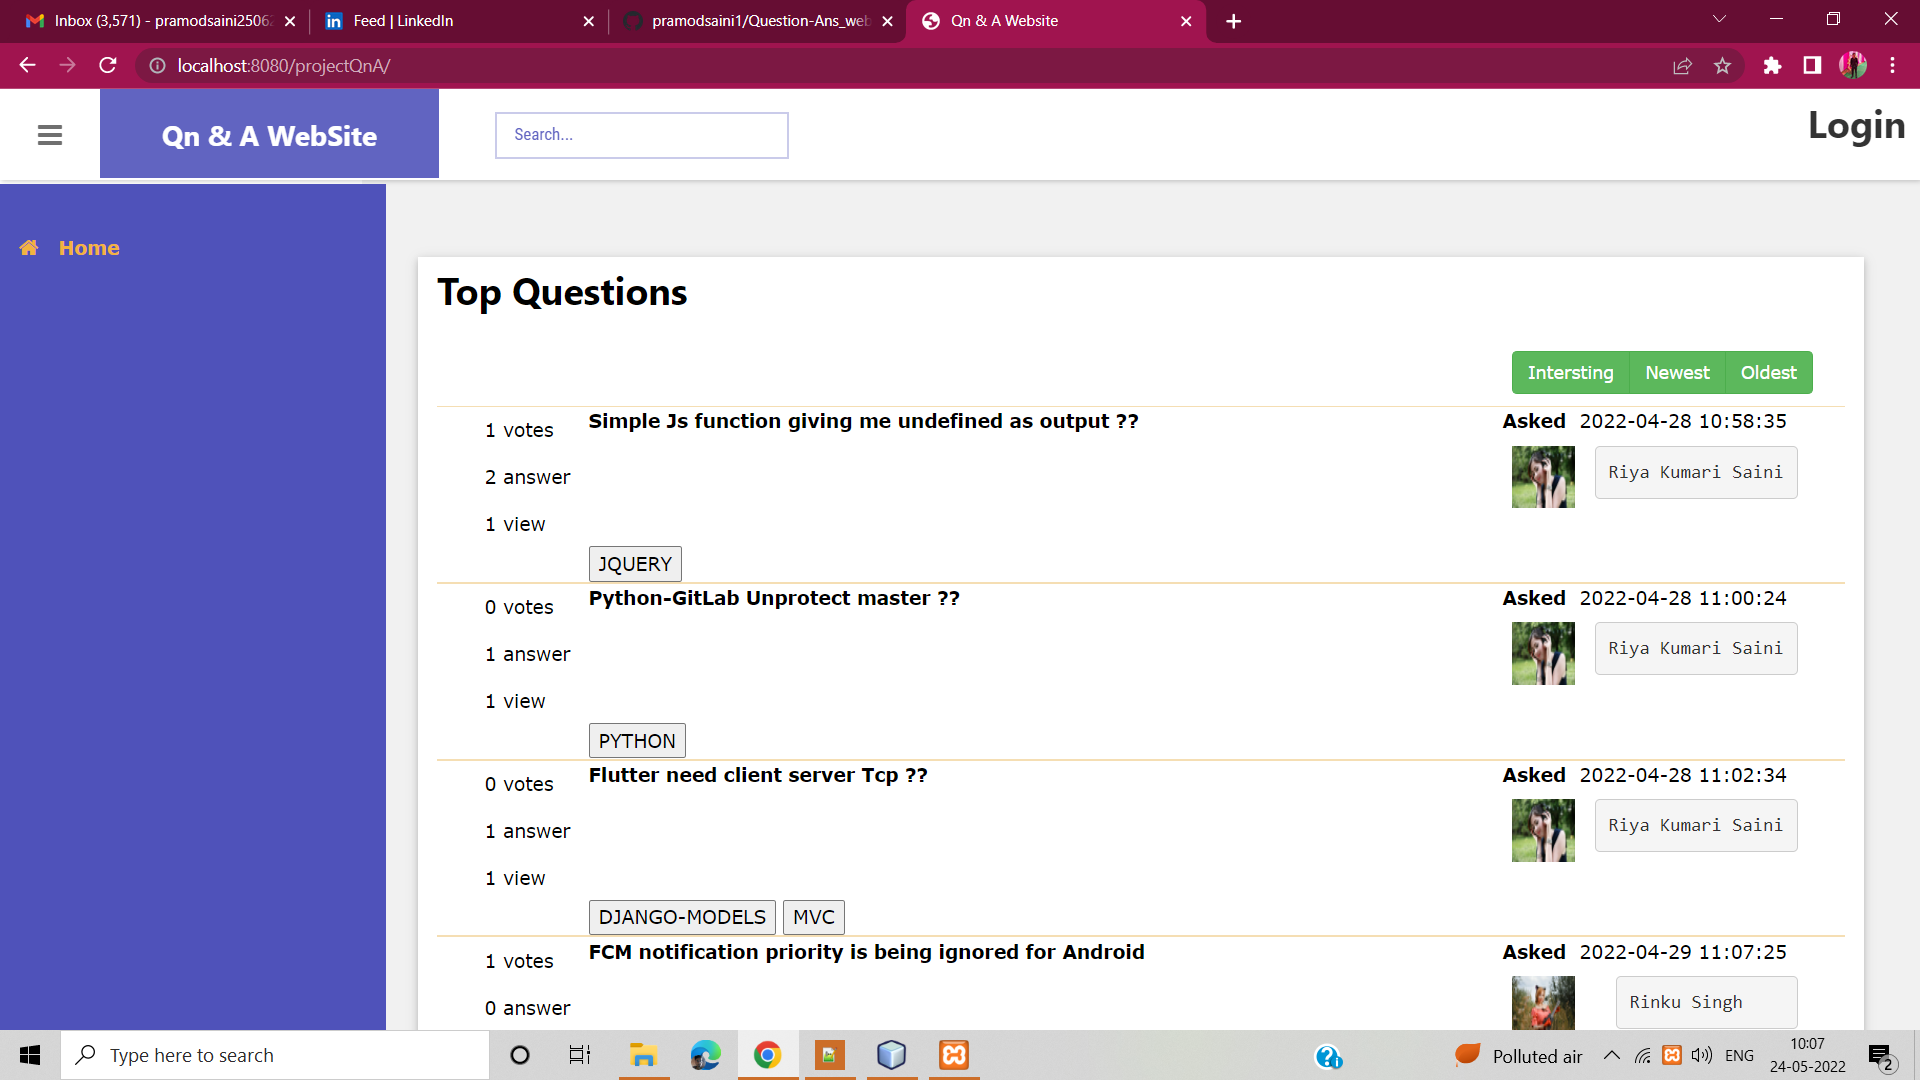 Inbox (3,571) - pramodsaini2506
Feed | LinkedIn
pramodsaini1/Question-Ans_web
Qn & A Website
localhost:8080/projectQnA/
Qn & A WebSite
Search...
Login
Home
Top Questions
Intersting
Newest
Oldest
1 votes
Simple Js function giving me undefined as output ??
Asked 2022-04-28 10:58:35
2 answer
Riya Kumari Saini
1 view
JQUERY
0 votes
Python-GitLab Unprotect master ??
Asked 2022-04-28 11:00:24
1 answer
Riya Kumari Saini
1 view
PYTHON
0 votes
Flutter need client server Tcp ??
Asked 2022-04-28 11:02:34
1 answer
Riya Kumari Saini
1 view
DJANGO-MODELS
MVC
1 votes
FCM notification priority is being ignored for Android
Asked 2022-04-29 11:07:25
0 answer
Rinku Singh
Type here to search
Polluted air
ENG
10:07
24-05-2022
2